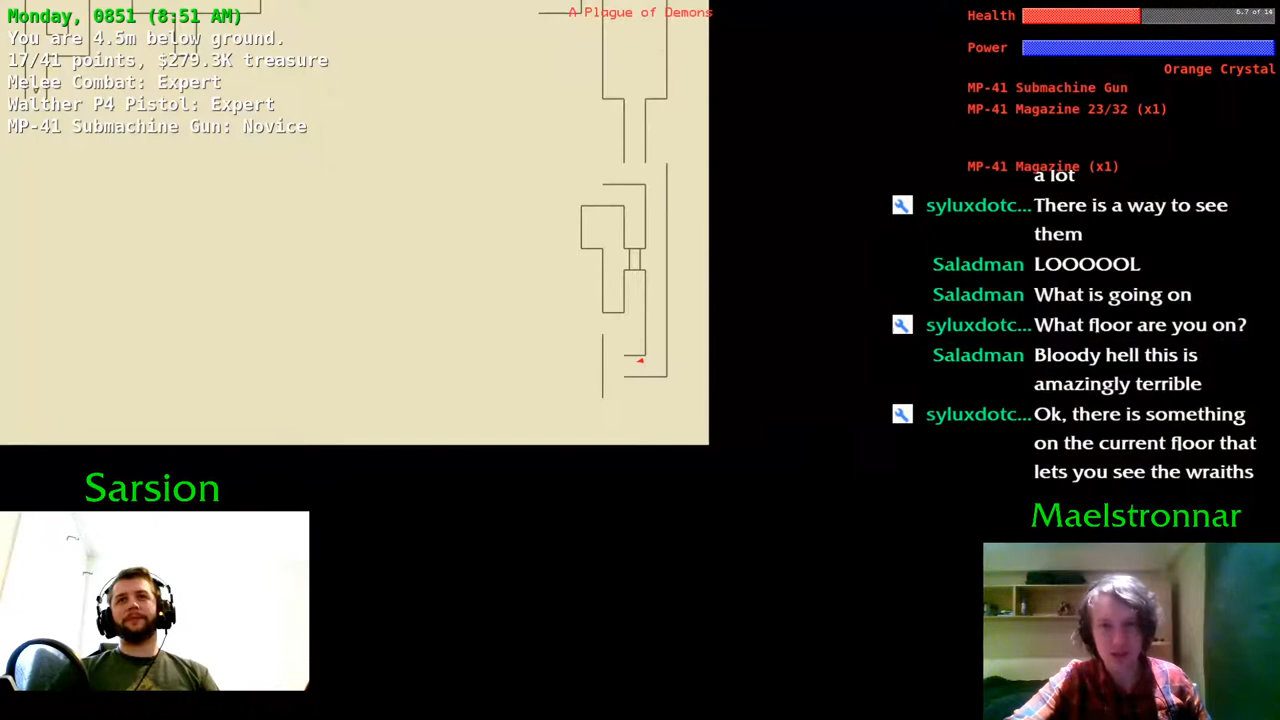 Monday, 0851 (8:51 AM)
You are 4.5m below ground.
17/41 points, $279.3K treasure
Melee Combat: Expert
Walther P4 Pistol: Expert
MP-41 Submachine Gun: Novice
A Plague of Demons
Health
6.7 of 14
Power
Orange Crystal
MP-41 Submachine Gun
MP-41 Magazine 23/32 (x1)
MP-41 Magazine (x1)
a lot
syluxdotc... There is a way to see
them
Saladman LOOOOOL
Saladman What is going on
syluxdotc... What floor are you on?
Saladman Bloody hell this is
amazingly terrible
syluxdotc... Ok, there is something
on the current floor that
lets you see the wraiths
Sarsion
Maelstronnar